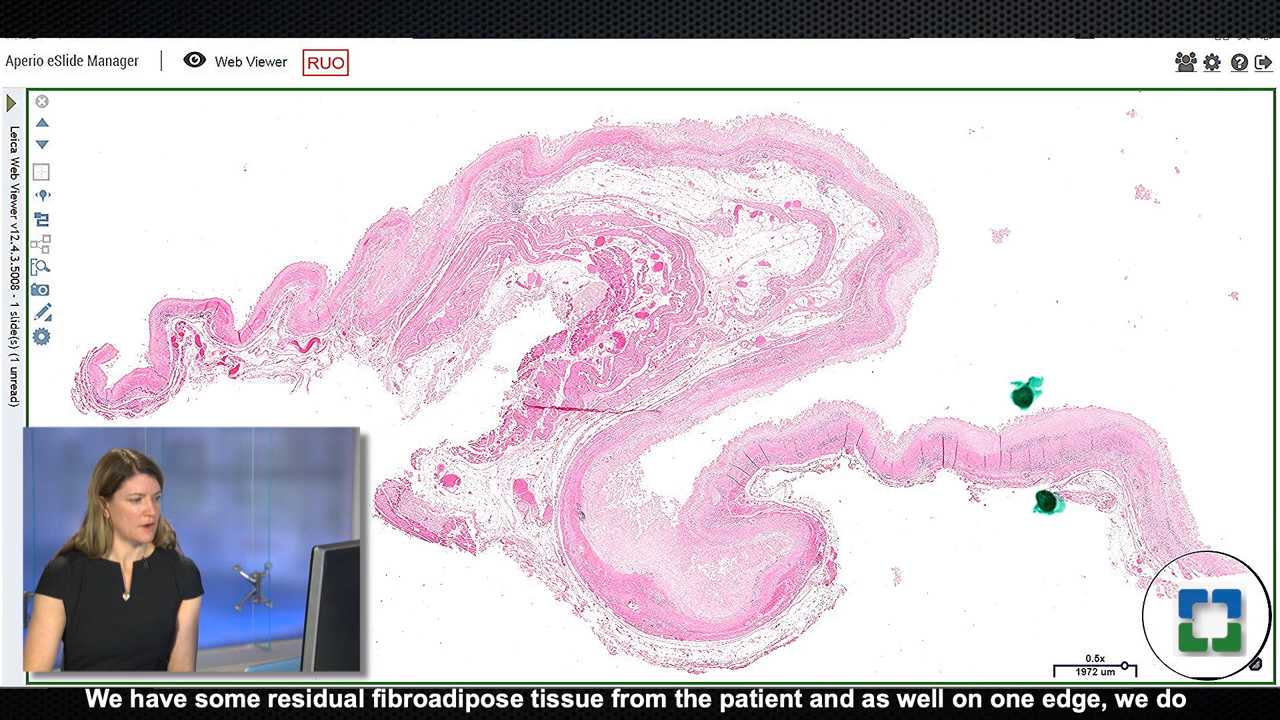 Aperio eSlide Manager
Web Viewer
RUO
Leica Web Viewer v12.4.3.5008 - 1 slide(s) (1 unread)
0.5x
1972 um
We have some residual fibroadipose tissue from the patient and as well on one edge, we do